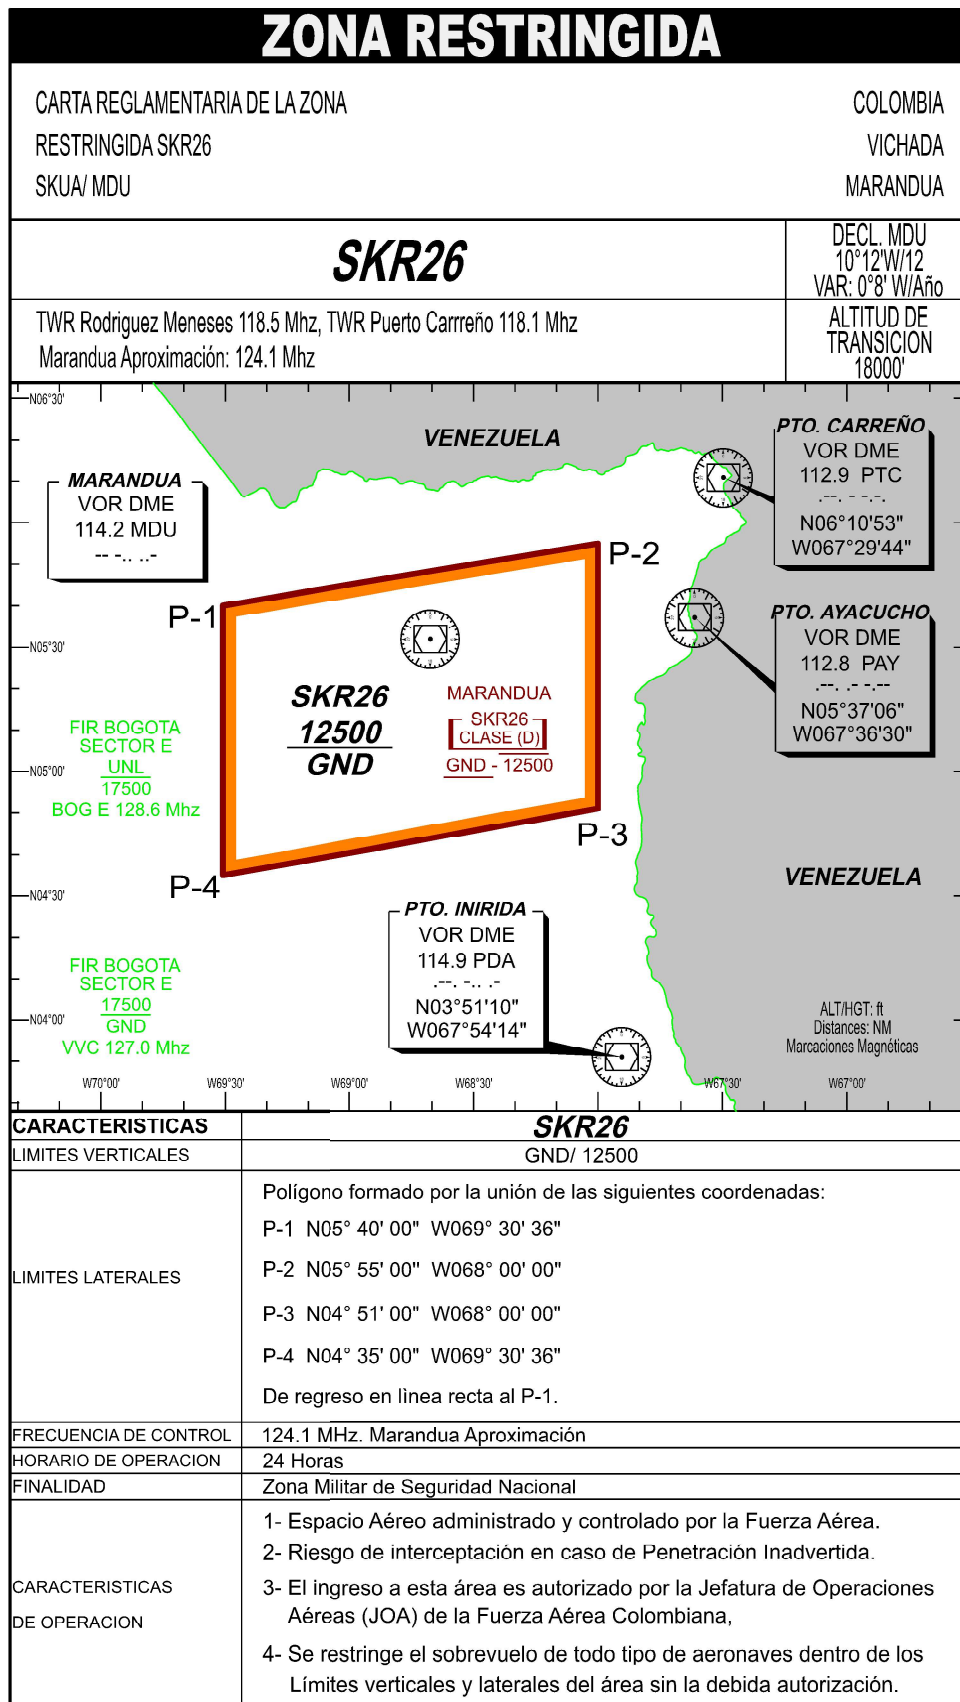 ZONA RESTRINGIDA
CARTA REGLAMENTARIA DE LA ZONA
RESTRINGIDA SKR26
SKUA/ MDU
COLOMBIA
VICHADA
MARANDUA
SKR26
DECL. MDU
10°12'W/12
VAR: 0°8' W/Año
TWR Rodriguez Meneses 118.5 Mhz, TWR Puerto Carrreño 118.1 Mhz
Marandua Aproximación: 124.1 Mhz
ALTITUD DE
TRANSICION
18000'
N06°30'
VENEZUELA
PTO. CARREÑO
VOR DME
112.9 PTC
.--. - -.-.
N06°10'53"
W067°29'44"
MARANDUA
VOR DME
114.2 MDU
-- -.. ..-
P-2
P-1
PTO. AYACUCHO
VOR DME
112.8 PAY
.--. .- -.--
N05°37'06"
W067°36'30"
N05°30'
SKR26
12500
GND
MARANDUA
SKR26
CLASE (D)
GND - 12500
FIR BOGOTA
SECTOR E
UNL
17500
BOG E 128.6 Mhz
N05°00'
P-3
P-4
VENEZUELA
N04°30'
PTO. INIRIDA
VOR DME
114.9 PDA
.--. -.. .-
N03°51'10"
W067°54'14"
FIR BOGOTA
SECTOR E
17500
GND
VVC 127.0 Mhz
N04°00'
ALT/HGT: ft
Distances: NM
Marcaciones Magnéticas
W70°00' W69°30' W69°00' W68°30' W67°30' W67°00'
CARACTERISTICAS SKR26
LIMITES VERTICALES GND/ 12500
LIMITES LATERALES
Polígono formado por la unión de las siguientes coordenadas:
P-1 N05° 40' 00" W069° 30' 36"
P-2 N05° 55' 00" W068° 00' 00"
P-3 N04° 51' 00" W068° 00' 00"
P-4 N04° 35' 00" W069° 30' 36"
De regreso en lìnea recta al P-1.
FRECUENCIA DE CONTROL 124.1 MHz. Marandua Aproximación
HORARIO DE OPERACION 24 Horas
FINALIDAD Zona Militar de Seguridad Nacional
CARACTERISTICAS
DE OPERACION
1- Espacio Aéreo administrado y controlado por la Fuerza Aérea.
2- Riesgo de interceptación en caso de Penetración Inadvertida.
3- El ingreso a esta área es autorizado por la Jefatura de Operaciones
Aéreas (JOA) de la Fuerza Aérea Colombiana,
4- Se restringe el sobrevuelo de todo tipo de aeronaves dentro de los
Límites verticales y laterales del área sin la debida autorización.